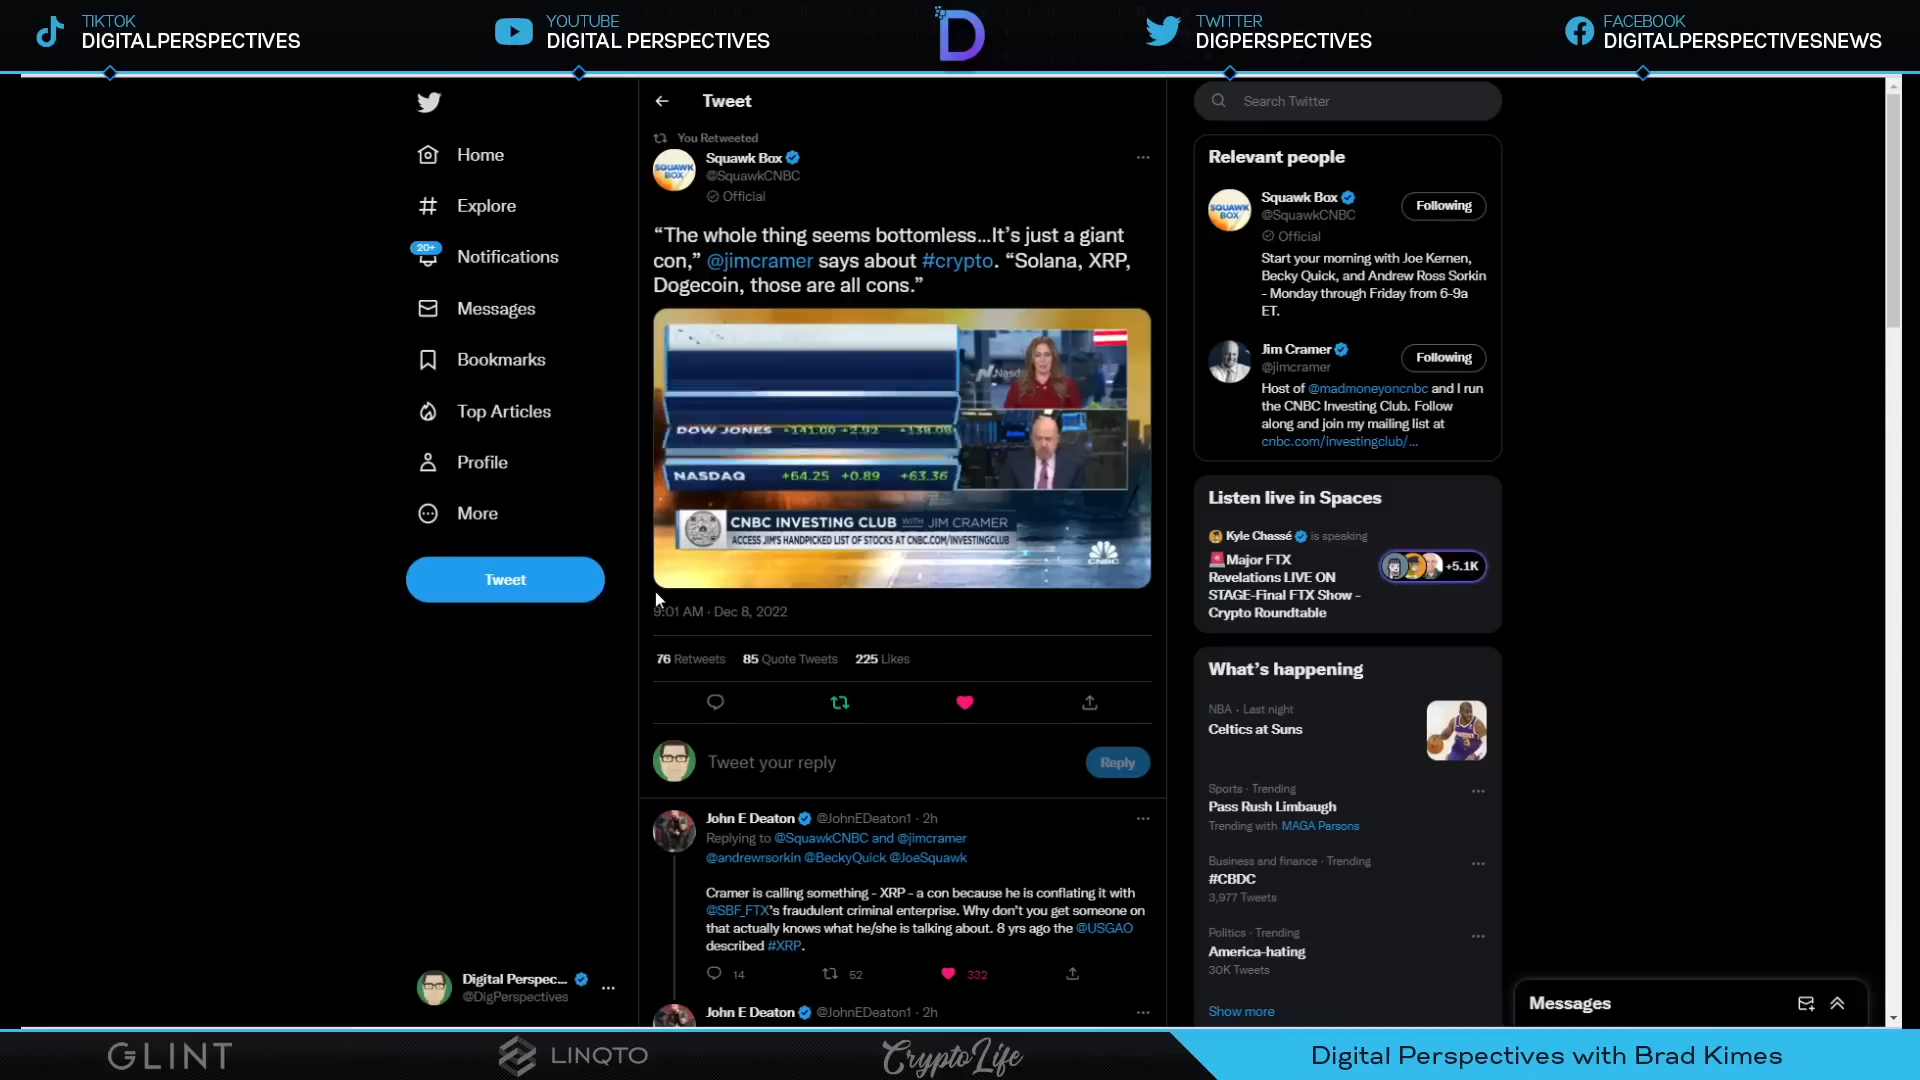 TIKTOK
DIGITALPERSPECTIVES
YOUTUBE
DIGITAL PERSPECTIVES
D
TWITTER
DIGPERSPECTIVES
FACEBOOK
DIGITALPERSPECTIVESNEWS
Home
Explore
20+
Notifications
Messages
Bookmarks
Top Articles
Profile
More
Tweet
Digital Perspec...
@DigPerspectives
Tweet
You Retweeted
SQUAWK BOX
Squawk Box
@SquawkCNBC
Official
“The whole thing seems bottomless...It’s just a giant
con,” @jimcramer says about #crypto. “Solana, XRP,
Dogecoin, those are all cons.”
Nasd
DOW JONES +141.00 +2.92 +138.08
NASDAQ +64.25 +0.89 +63.36
CNBC INVESTING CLUB WITH JIM CRAMER
ACCESS JIM'S HANDPICKED LIST OF STOCKS AT CNBC.COM/INVESTINGCLUB
CNBC
9:01 AM · Dec 8, 2022
76 Retweets 85 Quote Tweets 225 Likes
Tweet your reply
Reply
John E Deaton @JohnEDeaton1 · 2h
Replying to @SquawkCNBC and @jimcramer
@andrewrsorkin @BeckyQuick @JoeSquawk
Cramer is calling something - XRP - a con because he is conflating it with
@SBF_FTX’s fraudulent criminal enterprise. Why don’t you get someone on
that actually knows what he/she is talking about. 8 yrs ago the @USGAO
described #XRP.
14 52 332
John E Deaton @JohnEDeaton1 · 2h
Search Twitter
Relevant people
SQUAWK BOX
Squawk Box
Following
@SquawkCNBC
Official
Start your morning with Joe Kernen,
Becky Quick, and Andrew Ross Sorkin
- Monday through Friday from 6-9a
ET.
Jim Cramer
Following
@jimcramer
Host of @madmoneyoncnbc and I run
the CNBC Investing Club. Follow
along and join my mailing list at
cnbc.com/investingclub/...
Listen live in Spaces
Kyle Chassé is speaking
🚨Major FTX
Revelations LIVE ON
STAGE-Final FTX Show -
Crypto Roundtable
+5.1K
What’s happening
NBA · Last night
Celtics at Suns
Sports · Trending
Pass Rush Limbaugh
Trending with MAGA Parsons
Business and finance · Trending
#CBDC
3,977 Tweets
Politics · Trending
America-hating
30K Tweets
Show more
Messages
GLINT
LINQTO
CryptoLife
Digital Perspectives with Brad Kimes